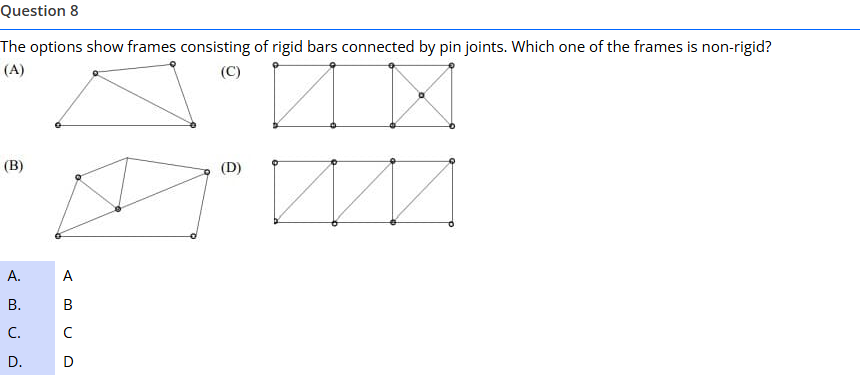 Question 8
The options show frames consisting of rigid bars connected by pin joints. Which one of the frames is non-rigid?
(A) (C)
(B) (D)
A. A
B. B
C. C
D. D